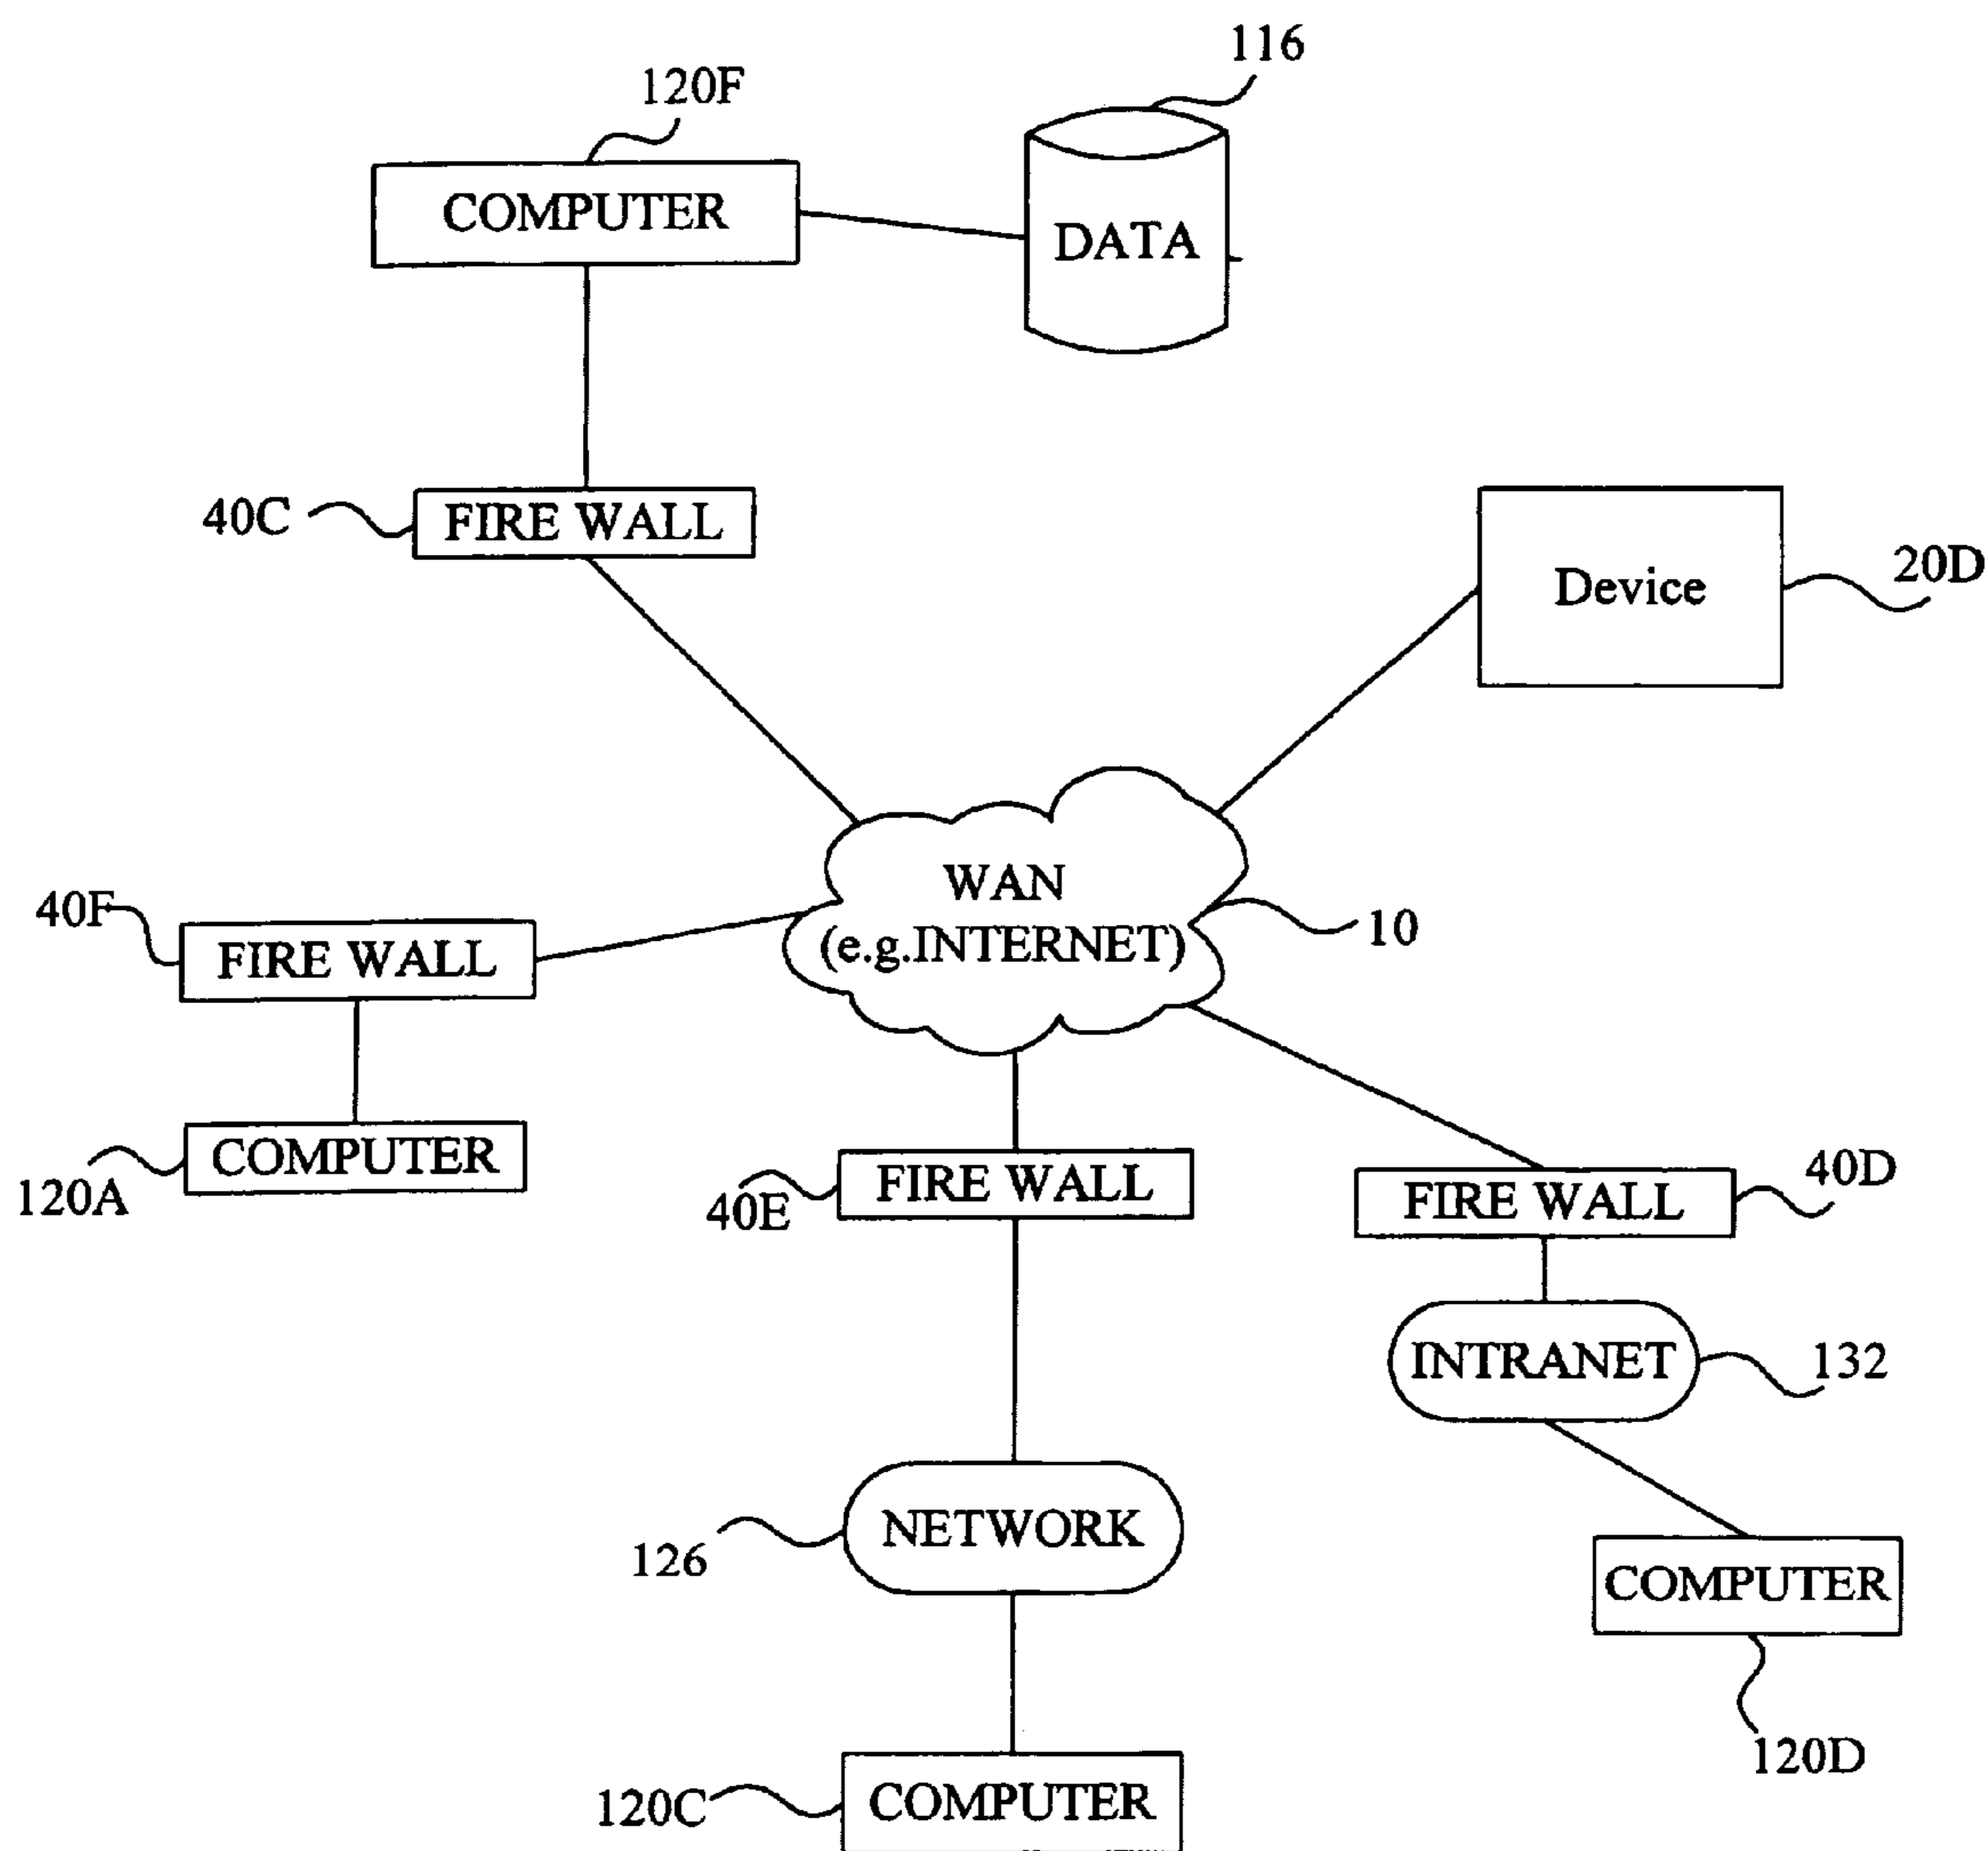 116
120F
COMPUTER
DATA
40C
FIRE WALL
Device
20D
WAN
(e.g.INTERNET)
10
40F
FIRE WALL
COMPUTER
120A
FIRE WALL
40E
FIRE WALL
40D
INTRANET
132
NETWORK
126
COMPUTER
120D
COMPUTER
120C